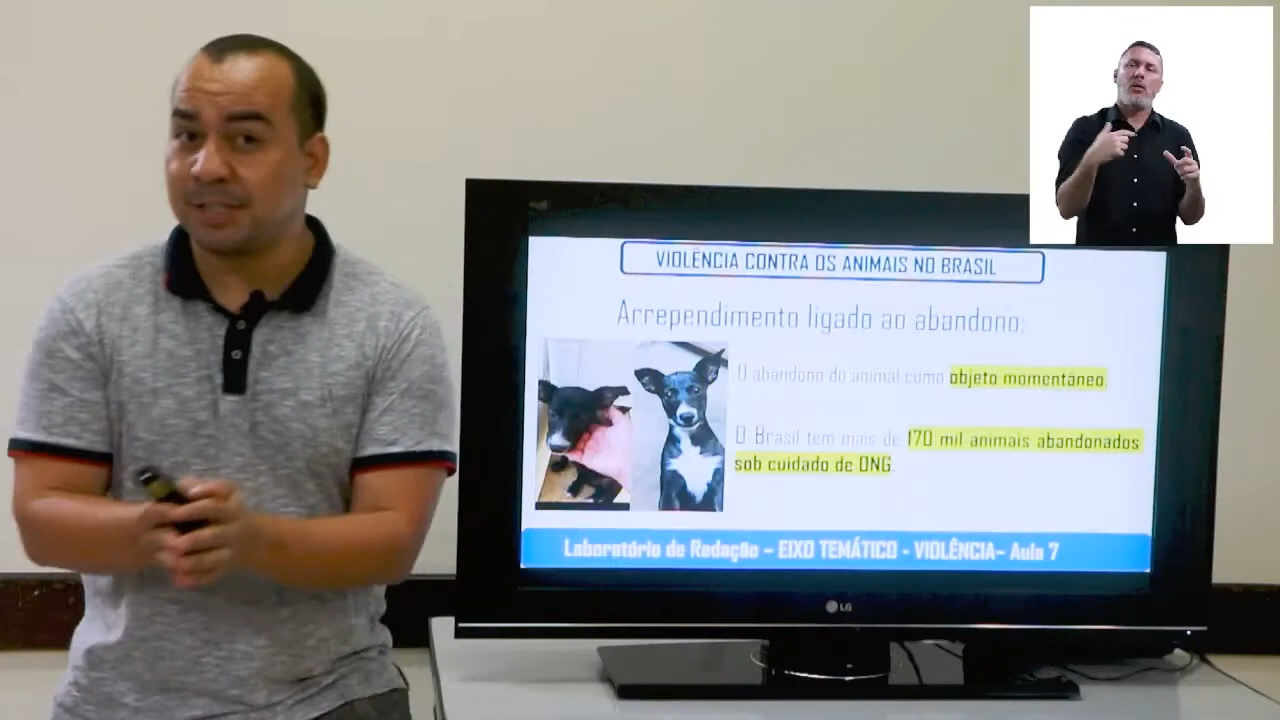 VIOLÊNCIA CONTRA OS ANIMAIS NO BRASIL
Arrependimento ligado ao abandono:
O abandono do animal como objeto momentâneo.
O Brasil tem mais de 170 mil animais abandonados
sob cuidado de ONG.
Laboratório de Redação – EIXO TEMÁTICO - VIOLÊNCIA– Aula 7
LG